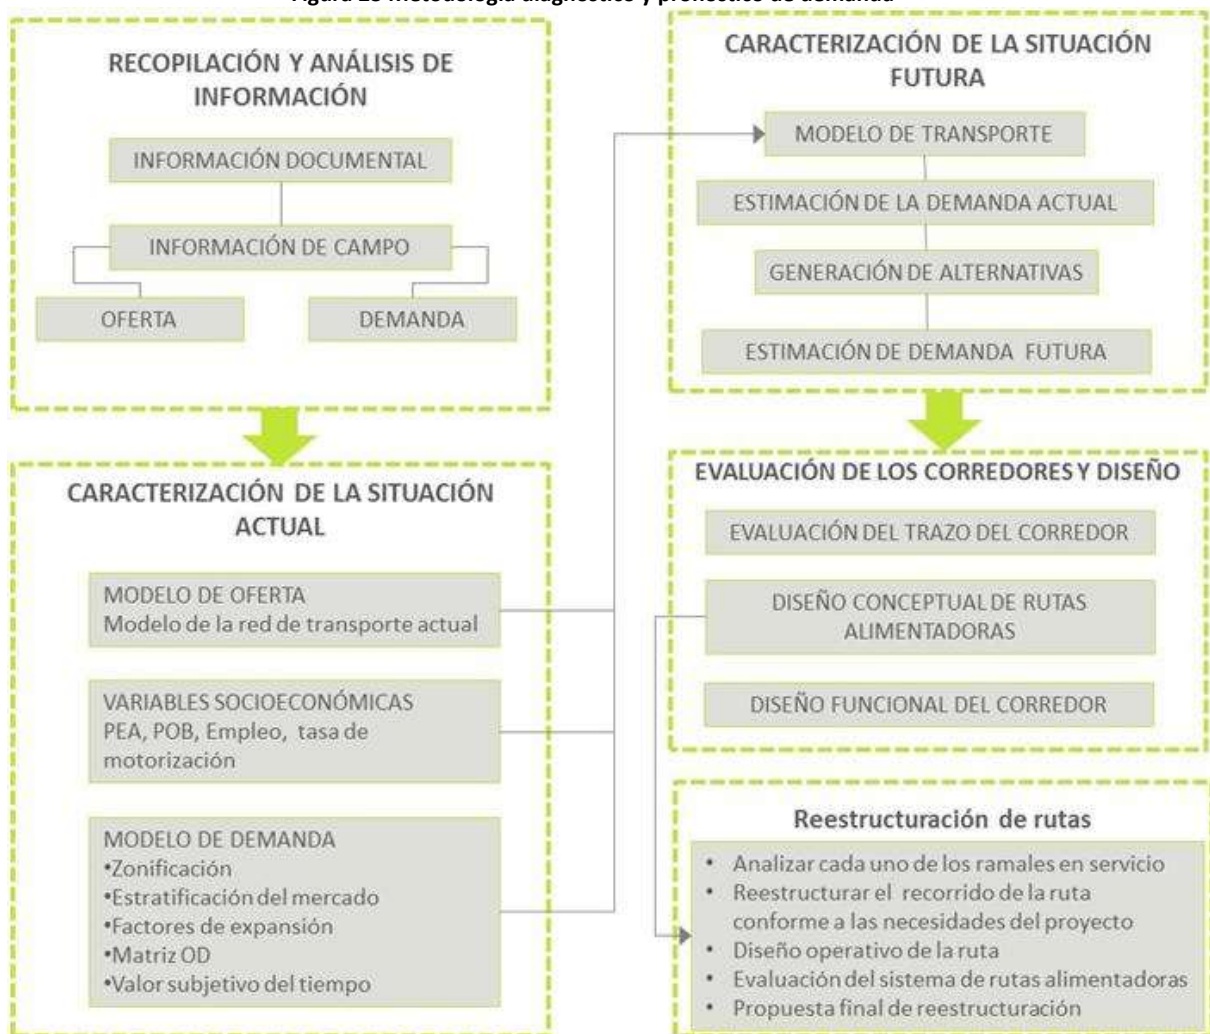 RECOPILACIÓN Y ANÁLISIS DE
INFORMACIÓN
INFORMACIÓN DOCUMENTAL
INFORMACIÓN DE CAMPO
OFERTA
DEMANDA
CARACTERIZACIÓN DE LA SITUACIÓN
ACTUAL
MODELO DE OFERTA
Modelo de la red de transporte actual
VARIABLES SOCIOECONÓMICAS
PEA, POB, Empleo, tasa de
motorización
MODELO DE DEMANDA
•Zonificación
•Estratificación del mercado
•Factores de expansión
•Matriz OD
•Valor subjetivo del tiempo
CARACTERIZACIÓN DE LA SITUACIÓN
FUTURA
MODELO DE TRANSPORTE
ESTIMACIÓN DE LA DEMANDA ACTUAL
GENERACIÓN DE ALTERNATIVAS
ESTIMACIÓN DE DEMANDA FUTURA
EVALUACIÓN DE LOS CORREDORES Y DISEÑO
EVALUACIÓN DEL TRAZO DEL CORREDOR
DISEÑO CONCEPTUAL DE RUTAS
ALIMENTADORAS
DISEÑO FUNCIONAL DEL CORREDOR
Reestructuración de rutas
• Analizar cada uno de los ramales en servicio
• Reestructurar el recorrido de la ruta
conforme a las necesidades del proyecto
• Diseño operativo de la ruta
• Evaluación del sistema de rutas alimentadoras
• Propuesta final de reestructuración